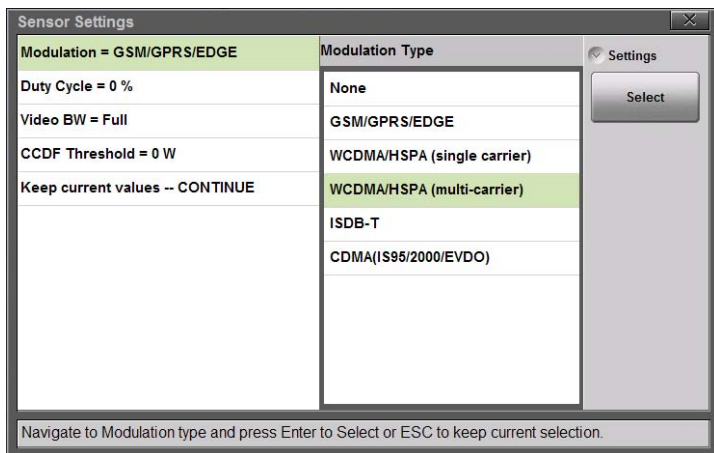 Sensor Settings
Modulation = GSM/GPRS/EDGE
Duty Cycle = 0 %
Video BW = Full
CCDF Threshold = 0 W
Keep current values -- CONTINUE
Modulation Type
None
GSM/GPRS/EDGE
WCDMA/HSPA (single carrier)
WCDMA/HSPA (multi-carrier)
ISDB-T
CDMA(IS95/2000/EVDO)
Settings
Select
Navigate to Modulation type and press Enter to Select or ESC to keep current selection.